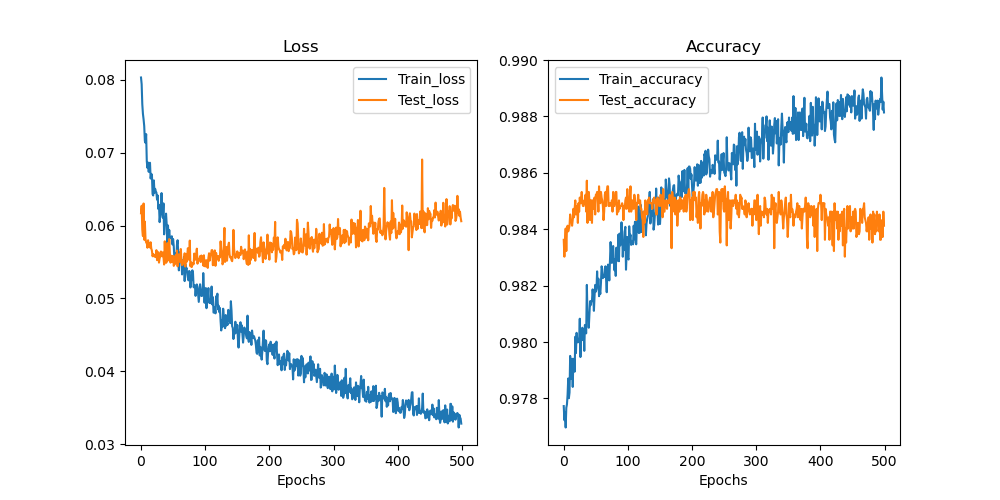 Loss
Train_loss
Test_loss
0.08
0.07
0.06
0.05
0.04
0.03
0 100 200 300 400 500
Epochs
Accuracy
Train_accuracy
Test_accuracy
0.990
0.988
0.986
0.984
0.982
0.980
0.978
0 100 200 300 400 500
Epochs